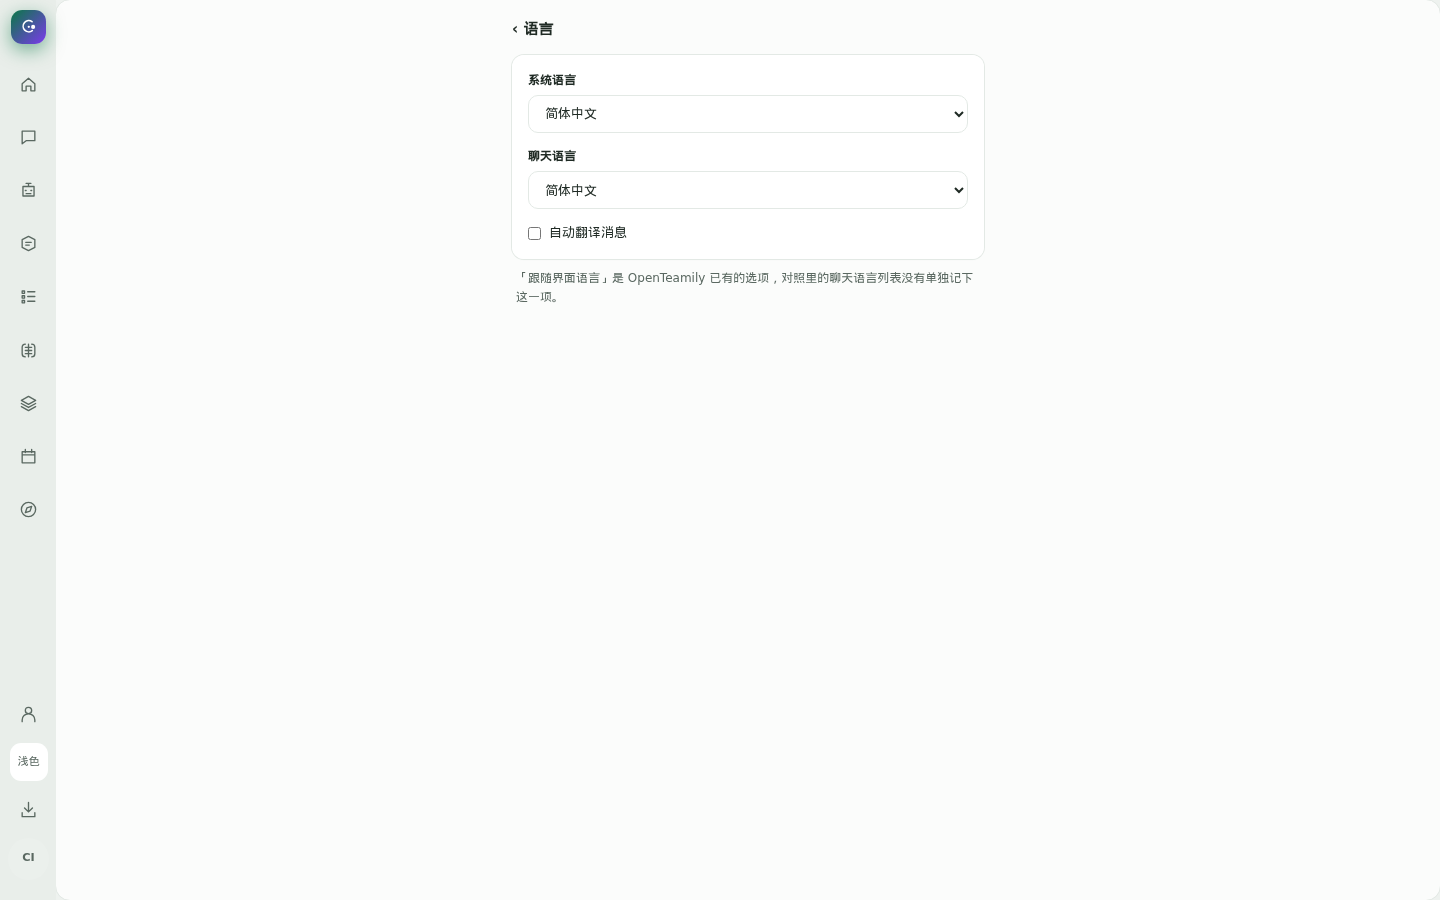 ‹ 语言
系统语言
简体中文
聊天语言
简体中文
自动翻译消息
「跟随界面语言」是 OpenTeamily 已有的选项，对照里的聊天语言列表没有单独记下
这一项。
浅色
CI